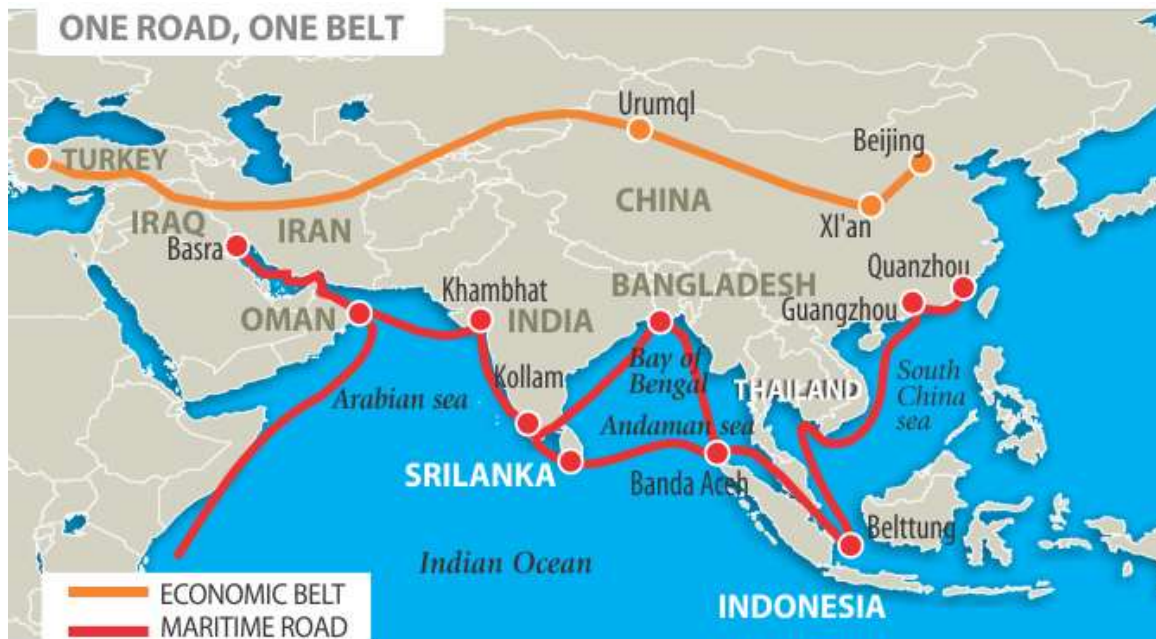 ONE ROAD, ONE BELT
Urumql
Beijing
TURKEY
CHINA
IRAQ
IRAN
XI'an
Basra
Quanzhou
BANGLADESH
Khambhat
Guangzhou
OMAN
INDIA
Bay of
Bengal
Kollam
THAILAND
South
China
sea
Arabian sea
Andaman sea
SRILANKA
Banda Aceh
Belttung
Indian Ocean
ECONOMIC BELT
INDONESIA
MARITIME ROAD